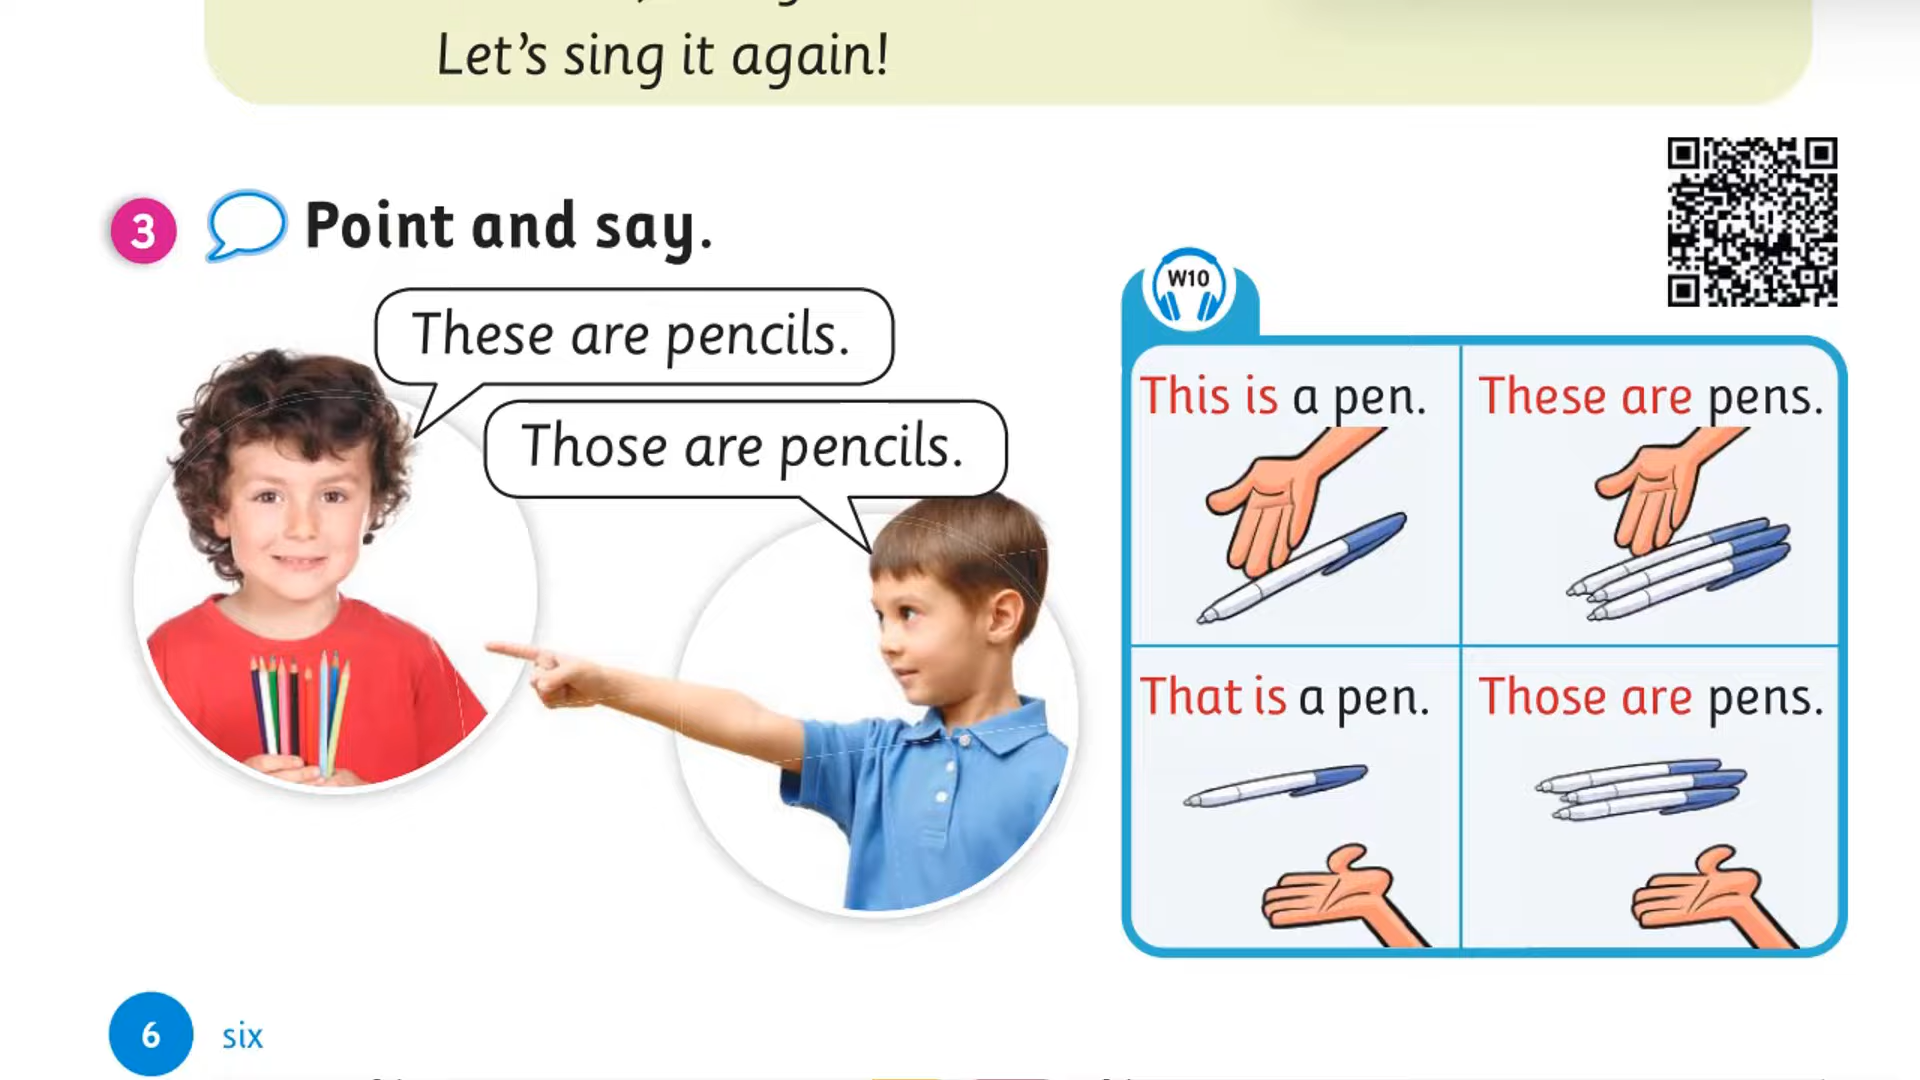 Let's sing it again!
3 Point and say.
These are pencils.
Those are pencils.
W10
This is a pen.
These are pens.
That is a pen.
Those are pens.
6 six